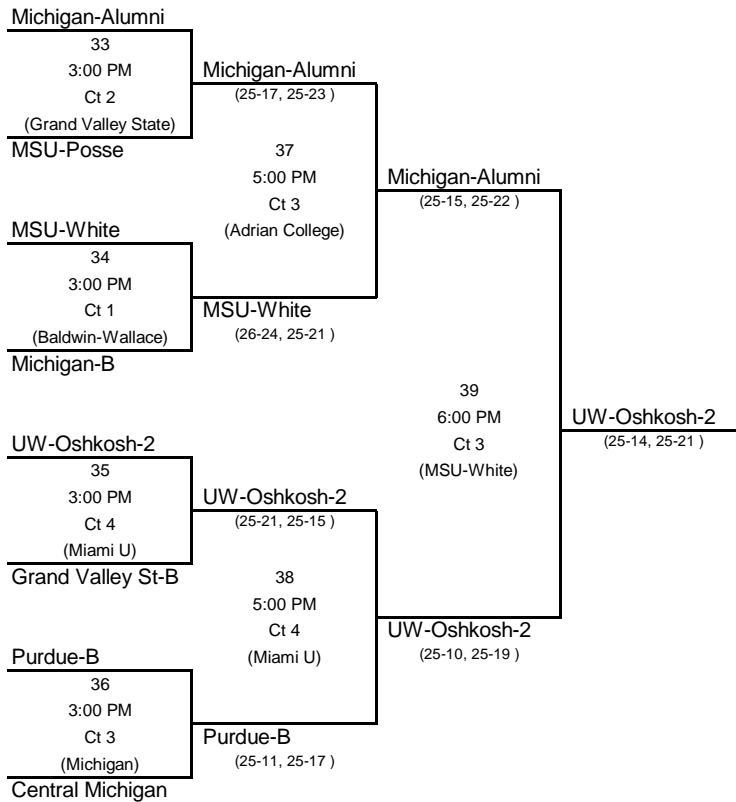 Michigan-Alumni
33
3:00 PM
Ct 2
(Grand Valley State)
MSU-Posse
Michigan-Alumni
(25-17, 25-23 )
37
5:00 PM
Ct 3
(Adrian College)
Michigan-Alumni
(25-15, 25-22 )
MSU-White
34
3:00 PM
Ct 1
(Baldwin-Wallace)
Michigan-B
MSU-White
(26-24, 25-21 )
39
6:00 PM
Ct 3
(MSU-White)
UW-Oshkosh-2
(25-14, 25-21 )
UW-Oshkosh-2
35
3:00 PM
Ct 4
(Miami U)
Grand Valley St-B
UW-Oshkosh-2
(25-21, 25-15 )
38
5:00 PM
Ct 4
(Miami U)
UW-Oshkosh-2
(25-10, 25-19 )
Purdue-B
36
3:00 PM
Ct 3
(Michigan)
Central Michigan
Purdue-B
(25-11, 25-17 )